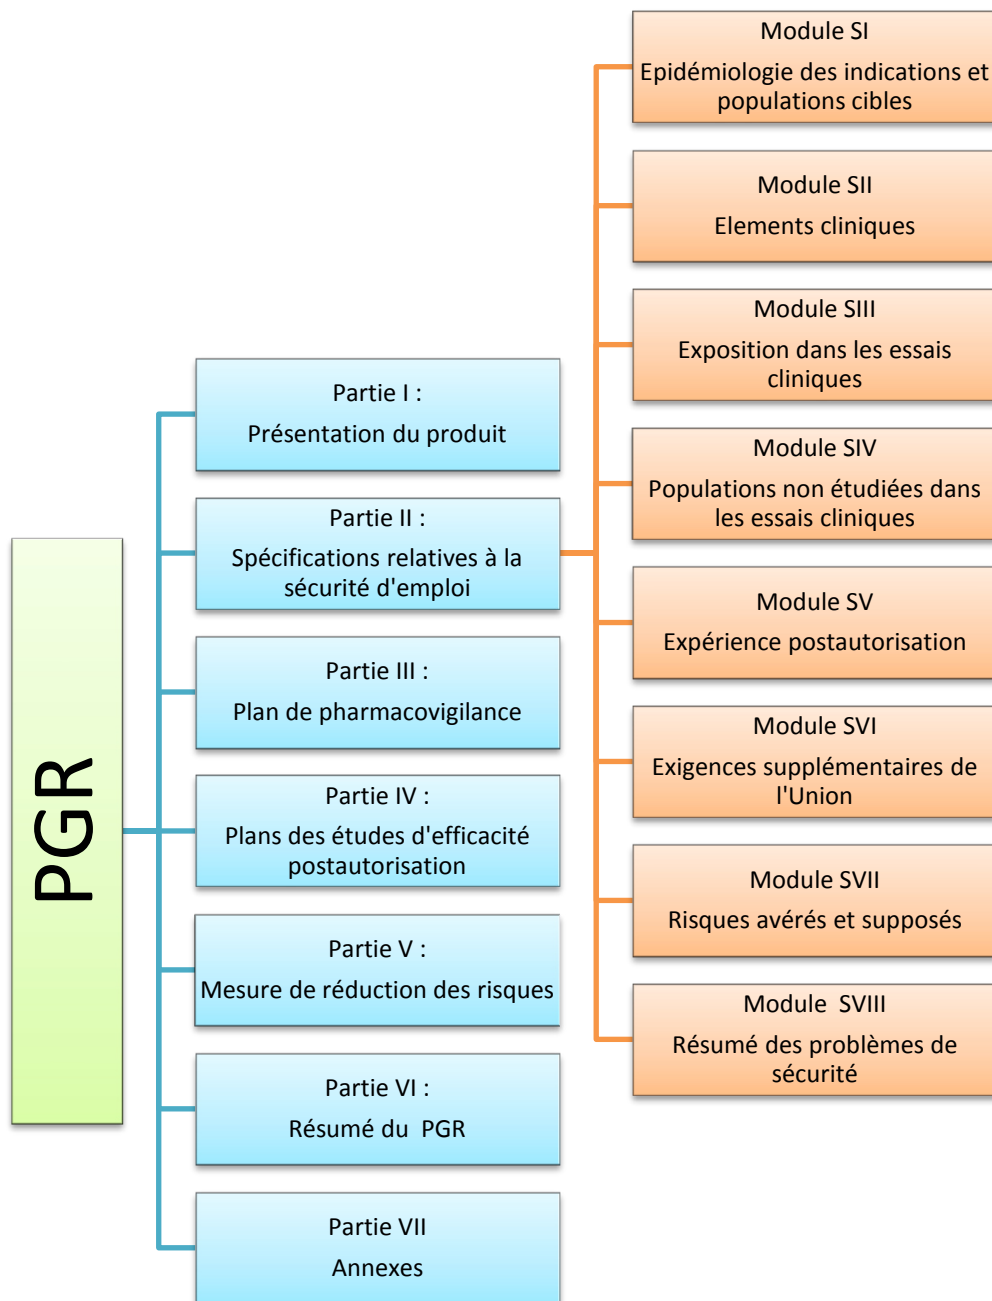 PGR
Partie I :
Présentation du produit
Partie II :
Spécifications relatives à la
sécurité d'emploi
Partie III :
Plan de pharmacovigilance
Partie IV :
Plans des études d'efficacité
postautorisation
Partie V :
Mesure de réduction des risques
Partie VI :
Résumé du  PGR
Partie VII
Annexes
Module SI
Epidémiologie des indications et
populations cibles
Module SII
Elements cliniques
Module SIII
Exposition dans les essais
cliniques
Module SIV
Populations non étudiées dans
les essais cliniques
Module SV
Expérience postautorisation
Module SVI
Exigences supplémentaires de
l'Union
Module SVII
Risques avérés et supposés
Module  SVIII
Résumé des problèmes de
sécurité